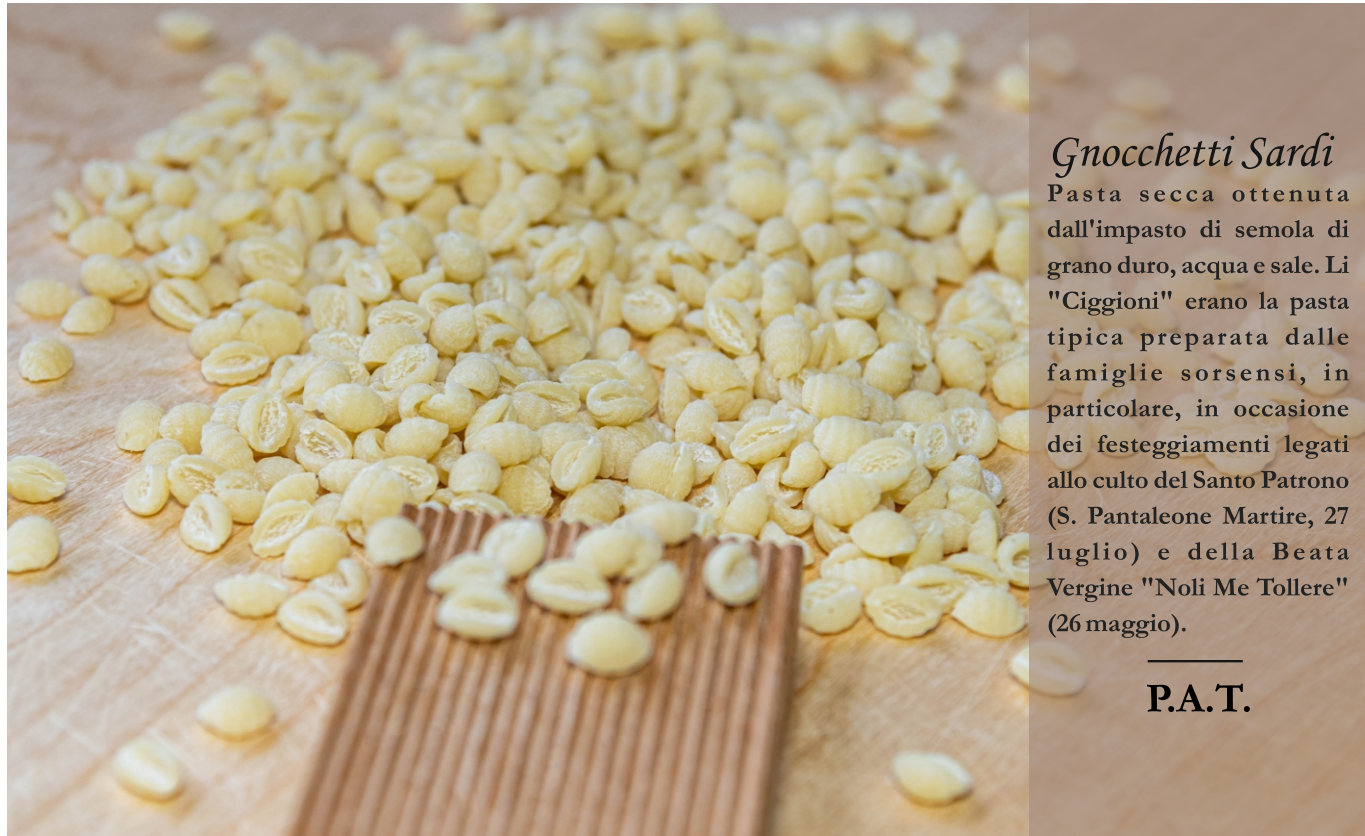 Gnocchetti Sardi
Pasta secca ottenuta
dall'impasto di semola di
grano duro, acqua e sale. Li
"Ciggioni" erano la pasta
tipica preparata dalle
famiglie sorsensi, in
particolare, in occasione
dei festeggiamenti legati
allo culto del Santo Patrono
(S. Pantaleone Martire, 27
luglio) e della Beata
Vergine "Noli Me Tollere"
(26 maggio).
P.A.T.